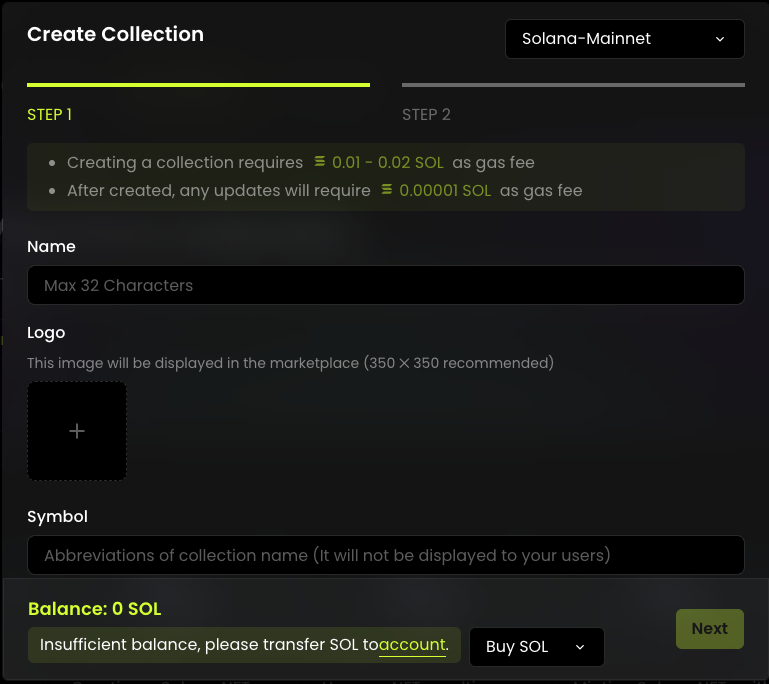 Create Collection
Solana-Mainnet
STEP 1
STEP 2
Creating a collection requires 0.01 - 0.02 SOL as gas fee
After created, any updates will require 0.00001 SOL as gas fee
Name
Max 32 Characters
Logo
This image will be displayed in the marketplace (350 × 350 recommended)
Symbol
Abbreviations of collection name (It will not be displayed to your users)
Balance: 0 SOL
Insufficient balance, please transfer SOL toaccount.
Buy SOL
Next